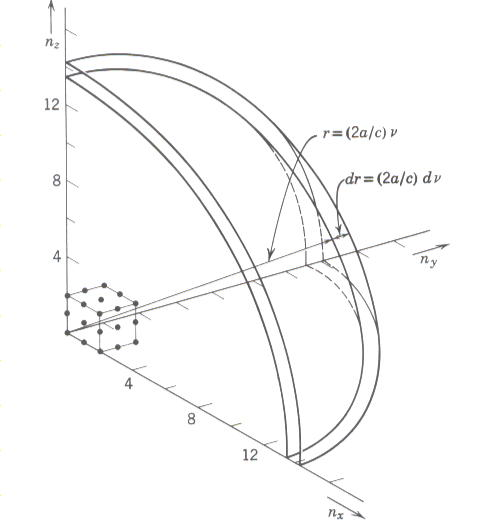 n_z
12
r = (2a/c) ν
8
dr = (2a/c) dν
4
n_y
4
8
12
n_x